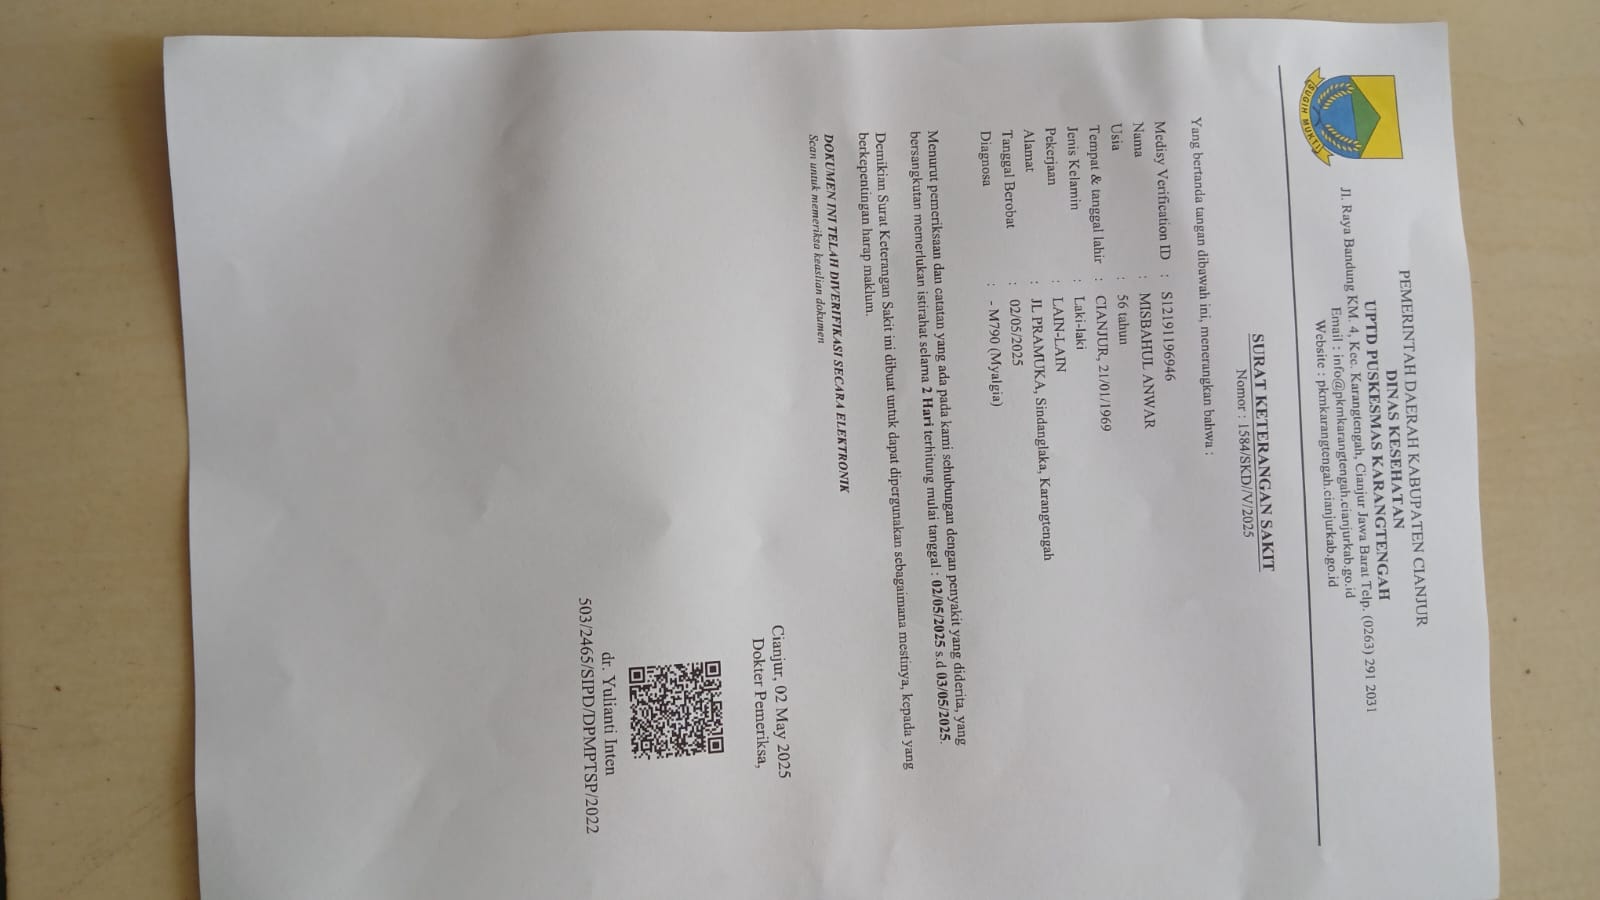 SUGIH MUKTI
PEMERINTAH DAERAH KABUPATEN CIANJUR
DINAS KESEHATAN
UPTD PUSKESMAS KARANGTENGAH
Jl. Raya Bandung KM. 4, Kec. Karangtengah, Cianjur Jawa Barat Telp. (0263) 291 2031
Email : info@pkmkarangtengah.cianjurkab.go.id
Website : pkmkarangtengah.cianjurkab.go.id
SURAT KETERANGAN SAKIT
Nomor : 1584/SKD//V/2025
Yang bertanda tangan dibawah ini, menerangkan bahwa :
Medisy Verification ID : S12191196946
Nama : MISBAHUL ANWAR
Usia : 56 tahun
Tempat & tanggal lahir : CIANJUR, 21/01/1969
Jenis Kelamin : Laki-laki
Pekerjaan : LAIN-LAIN
Alamat : JL PRAMUKA, Sindanglaka, Karangtengah
Tanggal Berobat : 02/05/2025
Diagnosa : - M790 (Myalgia)
Menurut pemeriksaan dan catatan yang ada pada kami sehubungan dengan penyakit yang diderita, yang
bersangkutan memerlukan istirahat selama 2 Hari terhitung mulai tanggal : 02/05/2025 s.d 03/05/2025.
Demikian Surat Keterangan Sakit ini dibuat untuk dapat dipergunakan sebagaimana mestinya, kepada yang
berkepentingan harap maklum.
DOKUMEN INI TELAH DIVERIFIKASI SECARA ELEKTRONIK
Scan untuk memeriksa keaslian dokumen
Cianjur, 02 May 2025
Dokter Pemeriksa,
dr. Yulianti Inten
503/2465/SIPD/DPMPTSP/2022